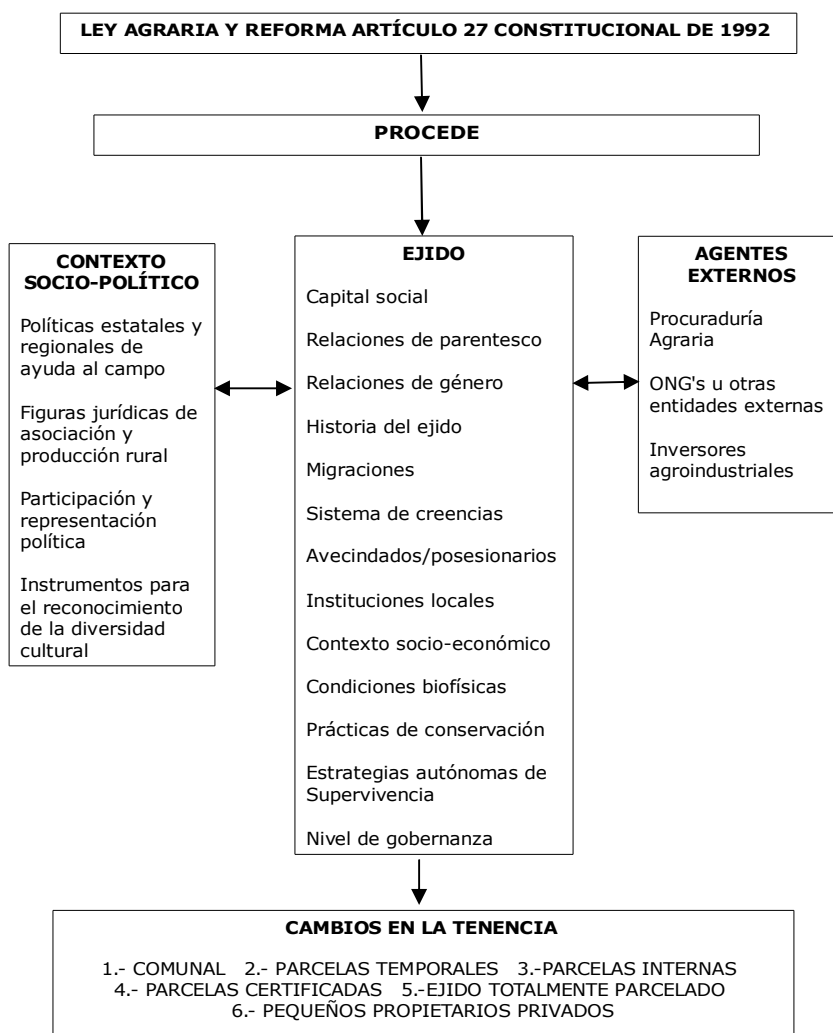 LEY AGRARIA Y REFORMA ARTÍCULO 27 CONSTITUCIONAL DE 1992
PROCEDE
CONTEXTO
SOCIO-POLÍTICO
Políticas estatales y
regionales de
ayuda al campo
Figuras jurídicas de
asociación y
producción rural
Participación y
representación
política
Instrumentos para
el reconocimiento
de la diversidad
cultural
EJIDO
Capital social
Relaciones de parentesco
Relaciones de género
Historia del ejido
Migraciones
Sistema de creencias
Avecindados/posesionarios
Instituciones locales
Contexto socio-económico
Condiciones biofísicas
Prácticas de conservación
Estrategias autónomas de
Supervivencia
Nivel de gobernanza
AGENTES
EXTERNOS
Procuraduría
Agraria
ONG's u otras
entidades externas
Inversores
agroindustriales
CAMBIOS EN LA TENENCIA
1.- COMUNAL 2.- PARCELAS TEMPORALES 3.-PARCELAS INTERNAS
4.- PARCELAS CERTIFICADAS 5.-EJIDO TOTALMENTE PARCELADO
6.- PEQUEÑOS PROPIETARIOS PRIVADOS